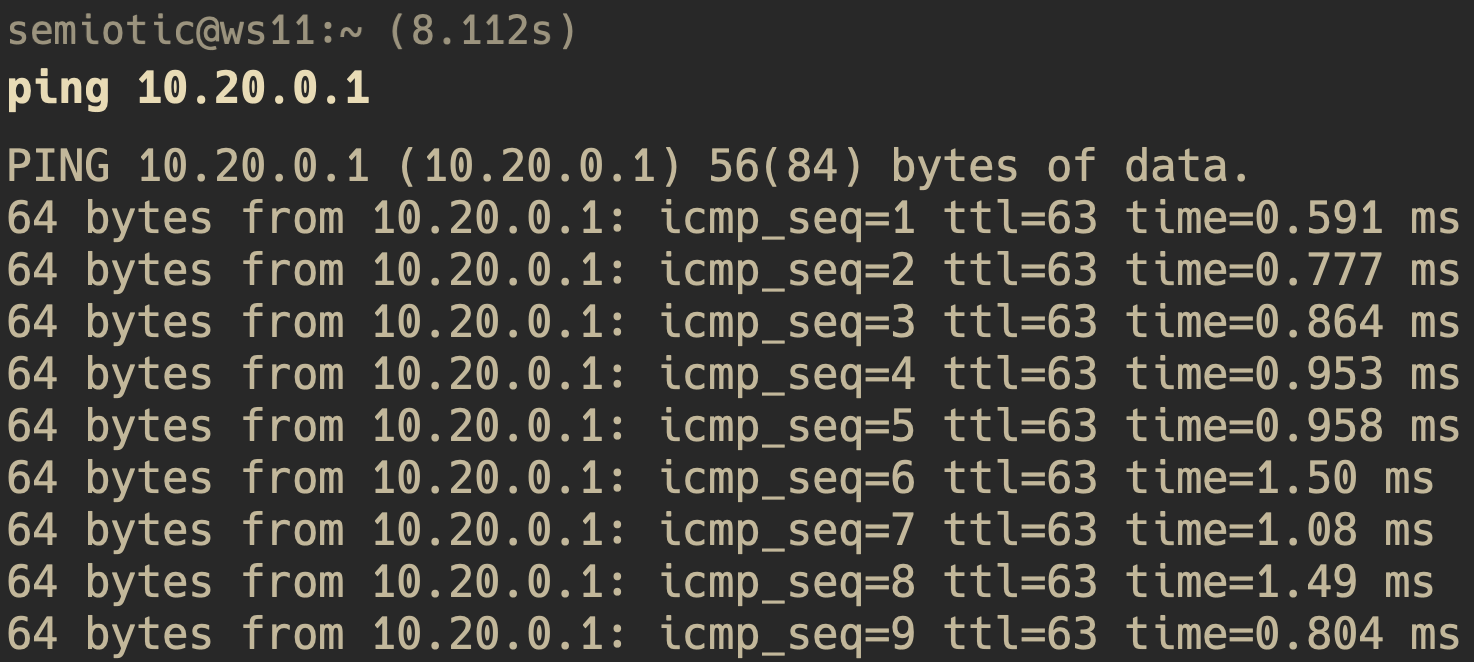 semiotic@ws11:~ (8.112s)
ping 10.20.0.1
PING 10.20.0.1 (10.20.0.1) 56(84) bytes of data.
64 bytes from 10.20.0.1: icmp_seq=1 ttl=63 time=0.591 ms
64 bytes from 10.20.0.1: icmp_seq=2 ttl=63 time=0.777 ms
64 bytes from 10.20.0.1: icmp_seq=3 ttl=63 time=0.864 ms
64 bytes from 10.20.0.1: icmp_seq=4 ttl=63 time=0.953 ms
64 bytes from 10.20.0.1: icmp_seq=5 ttl=63 time=0.958 ms
64 bytes from 10.20.0.1: icmp_seq=6 ttl=63 time=1.50 ms
64 bytes from 10.20.0.1: icmp_seq=7 ttl=63 time=1.08 ms
64 bytes from 10.20.0.1: icmp_seq=8 ttl=63 time=1.49 ms
64 bytes from 10.20.0.1: icmp_seq=9 ttl=63 time=0.804 ms